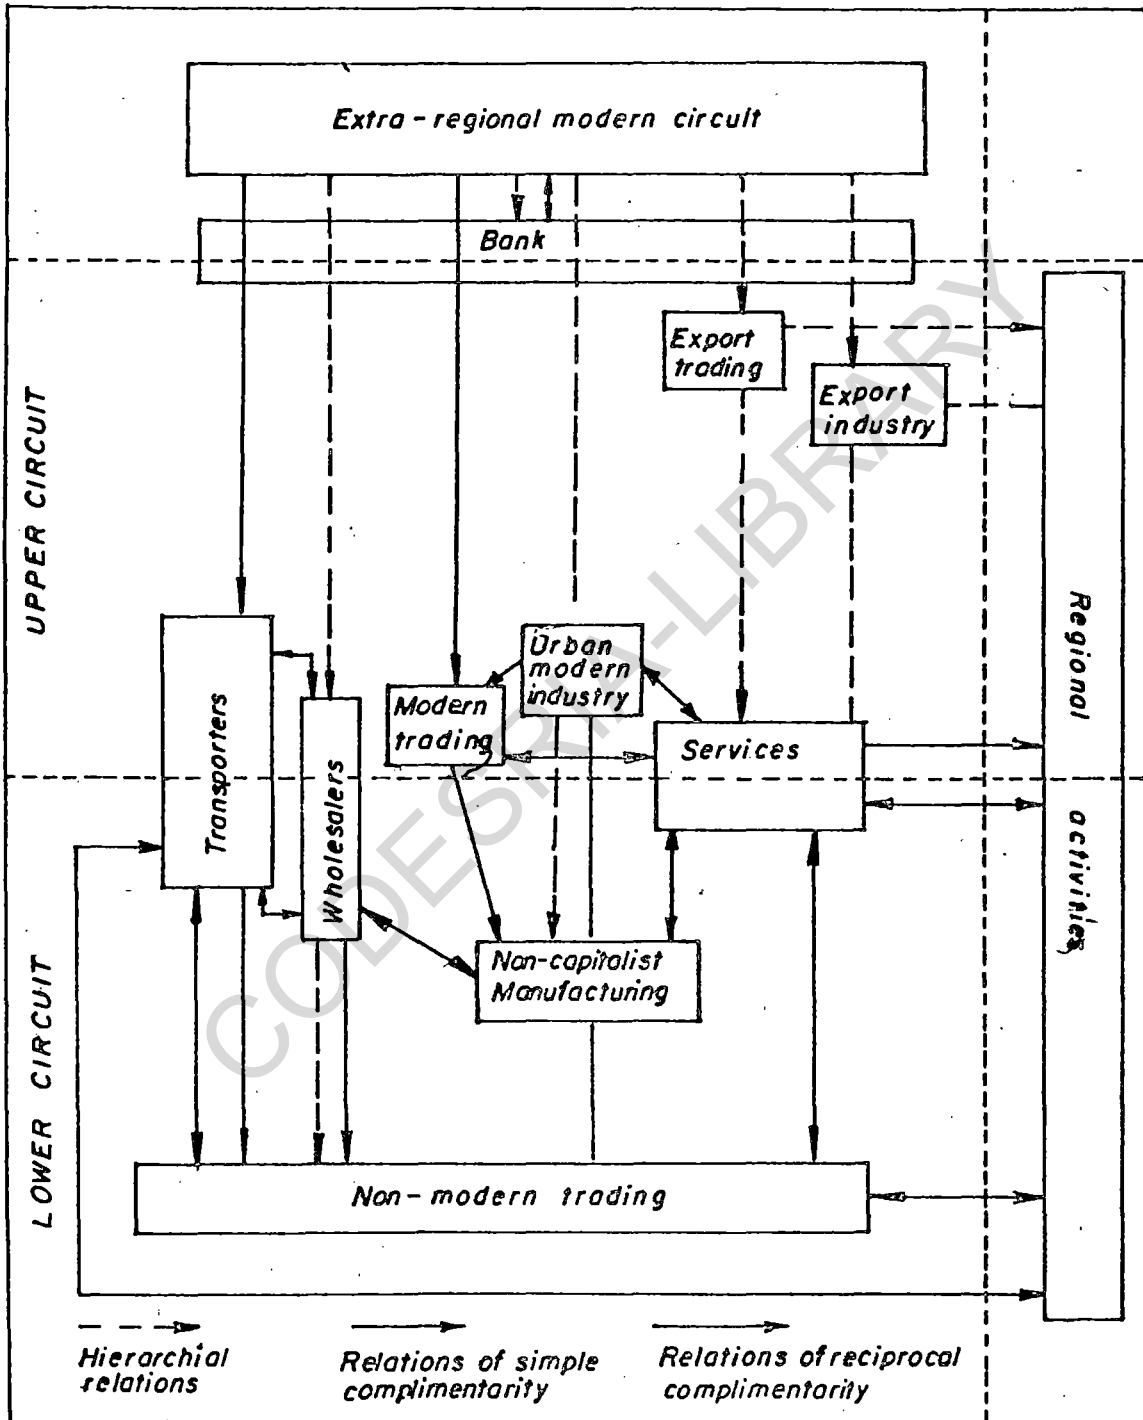 Extra-regional modern circuit
Bank
Export
trading
Export
industry
UPPER CIRCUIT
Urban
modern
industry
Modern
trading
Services
Transporters
Wholesalers
Regional activities
Non-capitalist
Manufacturing
LOWER CIRCUIT
Non-modern trading
Hierarchial
relations
Relations of simple
complimentarity
Relations of reciprocal
complimentarity
CODESRIA-LIBRARY